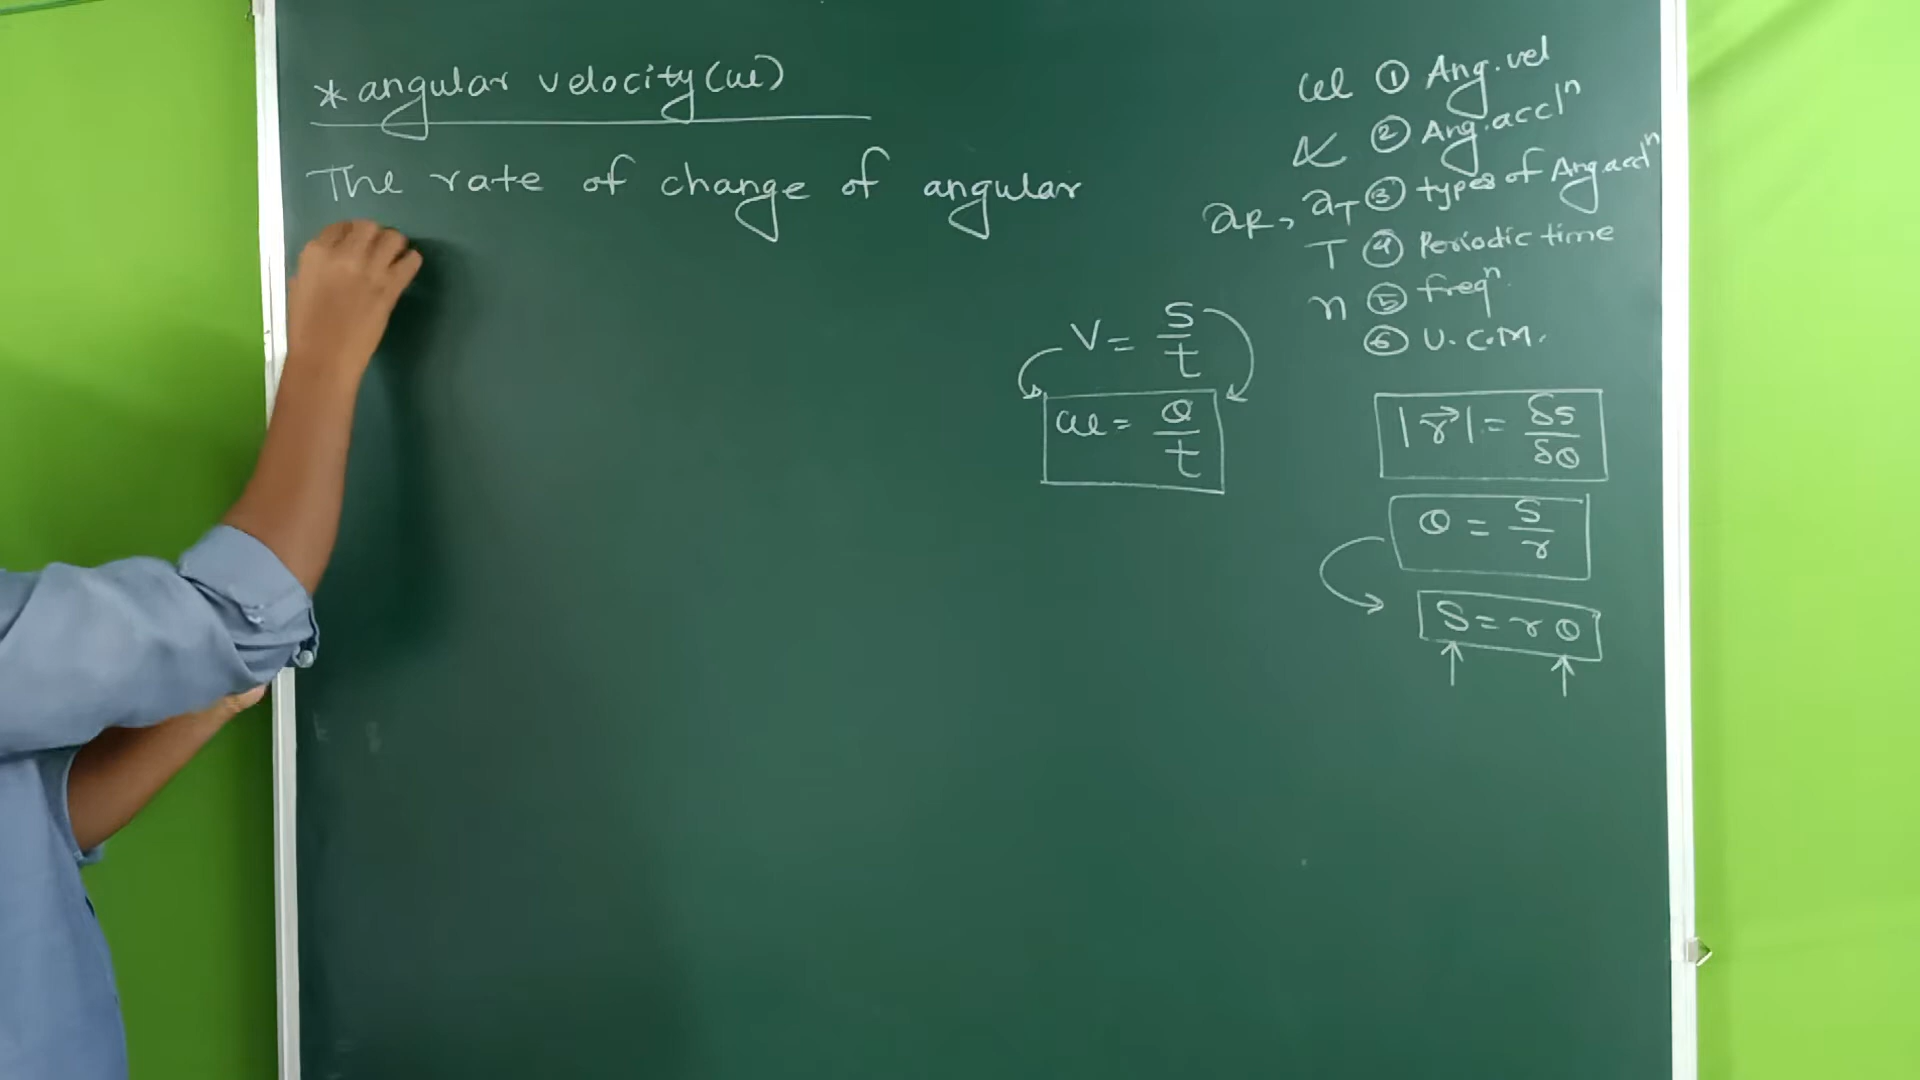 * angular velocity (ω)
The rate of change of angular
ω ① Ang. vel
α ② Ang. acclⁿ
aR, aT ③ types of Ang. acclⁿ
T ④ Periodic time
n ⑤ freqⁿ.
⑥ U.C.M.
V = s/t
ω = θ/t
|r⃗| = δs/δθ
θ = s/r
S = r θ